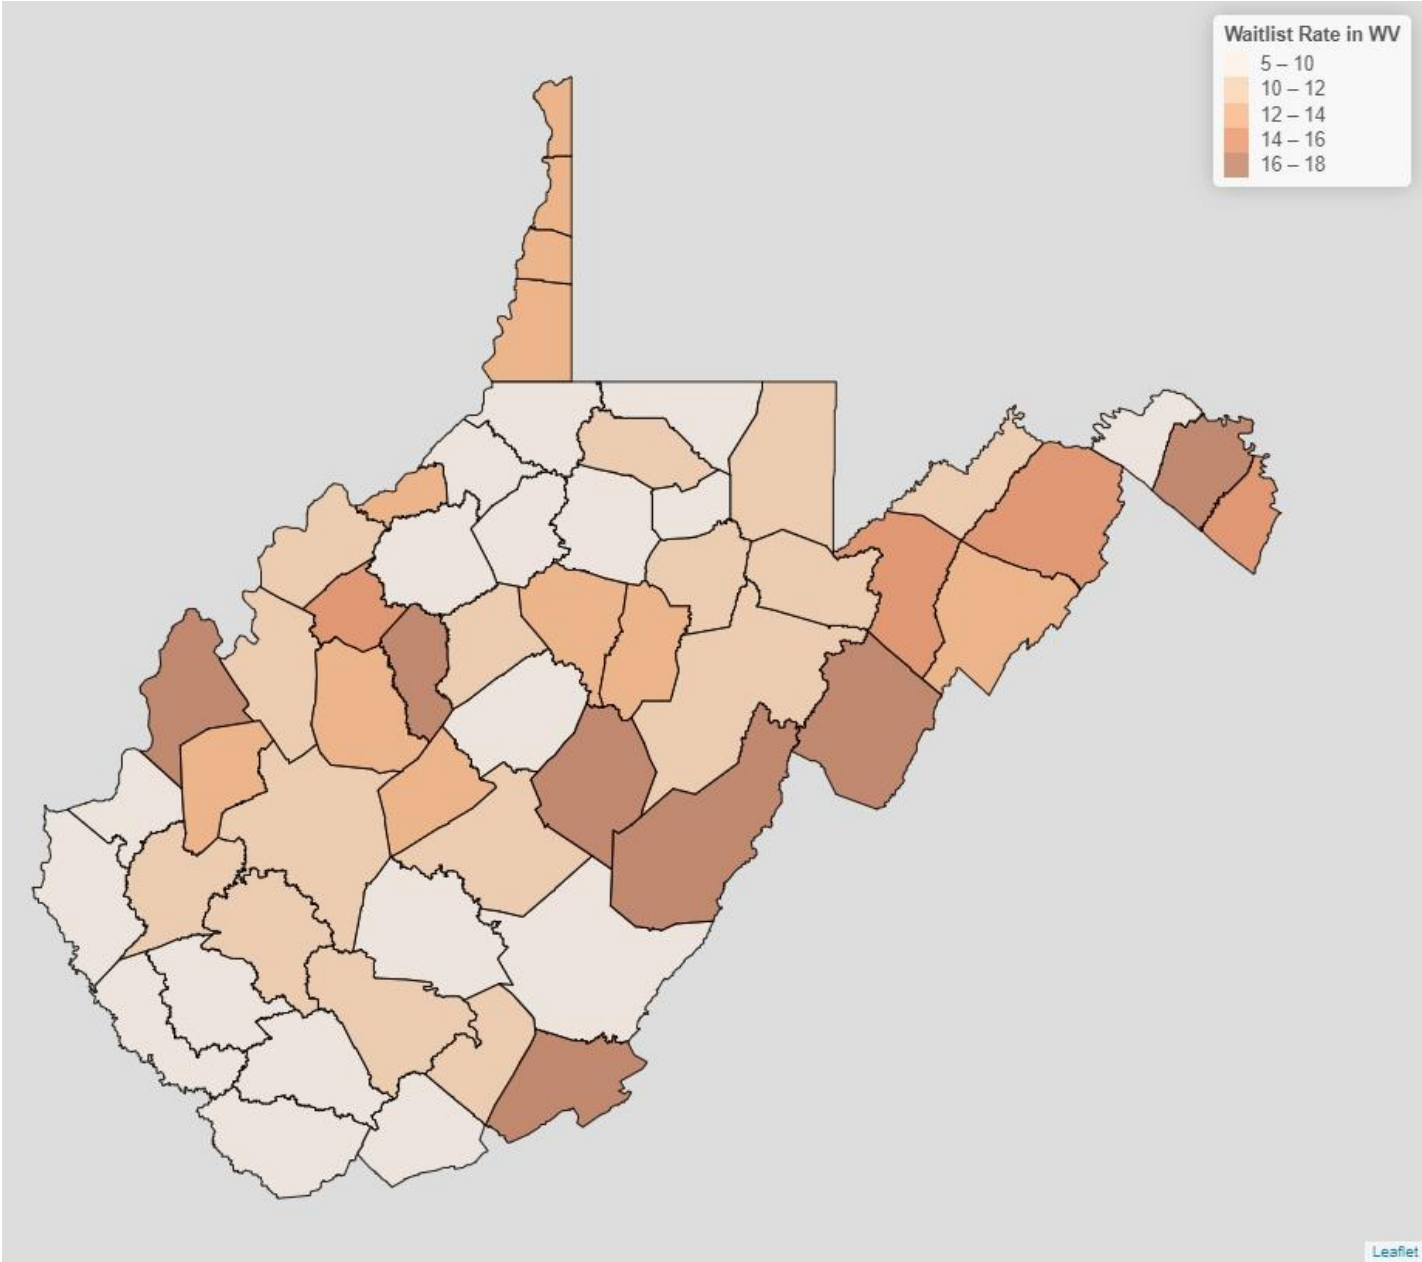 Waitlist Rate in WV
5 – 10
10 – 12
12 – 14
14 – 16
16 – 18
Leaflet